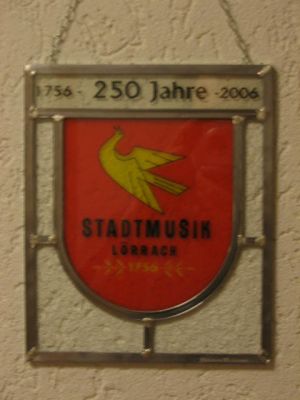 1756 - 250 Jahre - 2006
STADTMUSIK
LÖRRACH
1756